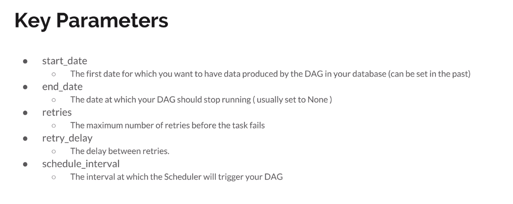 Key Parameters
● start_date
○ The first date for which you want to have data produced by the DAG in your database (can be set in the past)
● end_date
○ The date at which your DAG should stop running ( usually set to None )
● retries
○ The maximum number of retries before the task fails
● retry_delay
○ The delay between retries.
● schedule_interval
○ The interval at which the Scheduler will trigger your DAG